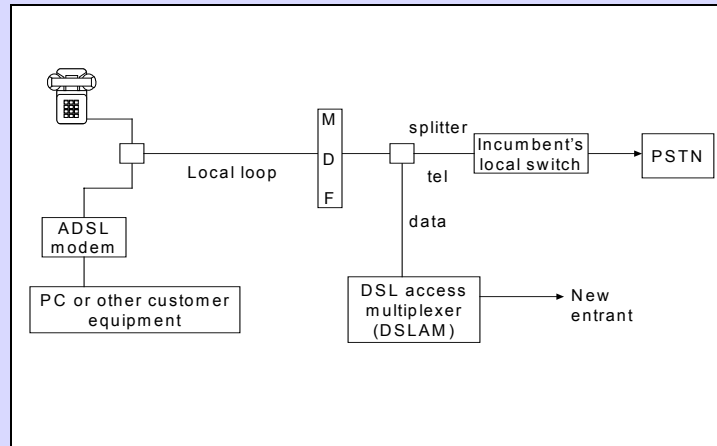 M
D
F
splitter
tel
Incumbent's
local switch
PSTN
Local loop
data
ADSL
modem
PC or other customer
equipment
DSL access
multiplexer
(DSLAM)
New
entrant